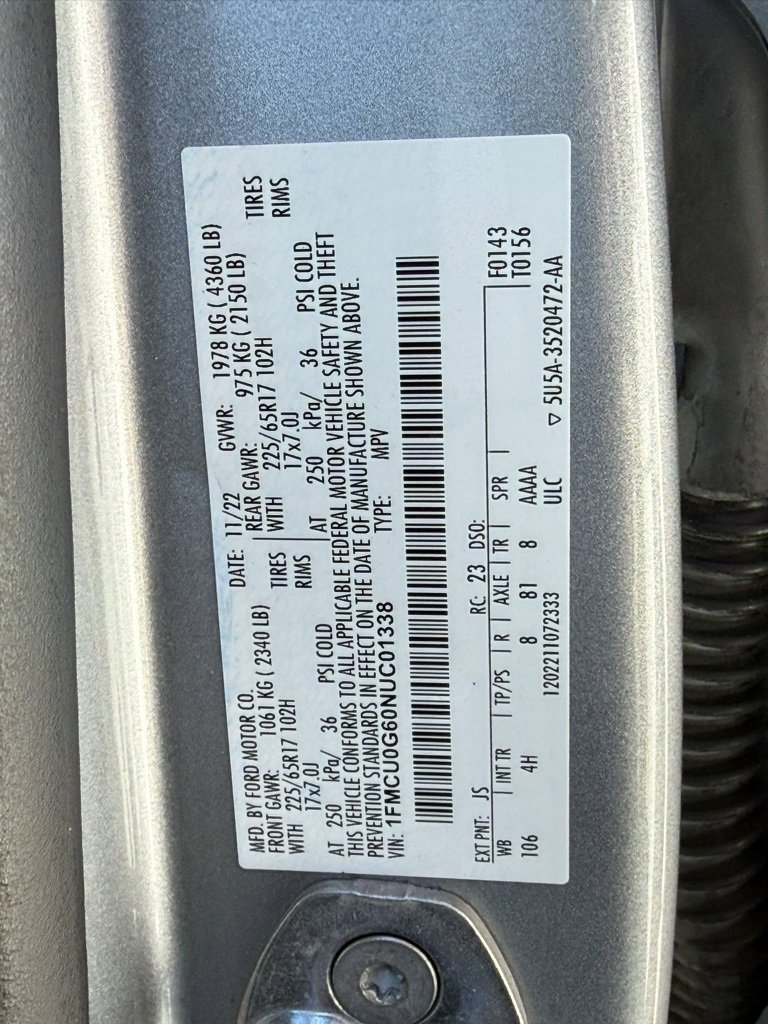 MFD. BY FORD MOTOR CO.
DATE: 11/22 GVWR: 1978 KG ( 4360 LB)
FRONT GAWR: 1061 KG ( 2340 LB) REAR GAWR: 975 KG ( 2150 LB)
WITH 225/65R17 102H TIRES WITH 225/65R17 102H TIRES
17x7.0J RIMS 17x7.0J RIMS
AT 250 kPa/ 36 PSI COLD AT 250 kPa/ 36 PSI COLD
THIS VEHICLE CONFORMS TO ALL APPLICABLE FEDERAL MOTOR VEHICLE SAFETY AND THEFT
PREVENTION STANDARDS IN EFFECT ON THE DATE OF MANUFACTURE SHOWN ABOVE.
VIN: 1FMCU0G60NUC01338 TYPE: MPV
EXT PNT: JS RC: 23 DSO: F0143
WB INT TR TP/PS R AXLE TR SPR T0156
106 4H 8 81 8 AAAA
1202211072333 ULC ▽ 5U5A-3520472-AA